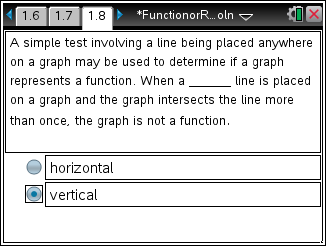 1.6 1.7 1.8 *FunctionorR...oln
A simple test involving a line being placed anywhere
on a graph may be used to determine if a graph
represents a function. When a ______ line is placed
on a graph and the graph intersects the line more
than once, the graph is not a function.
horizontal
vertical